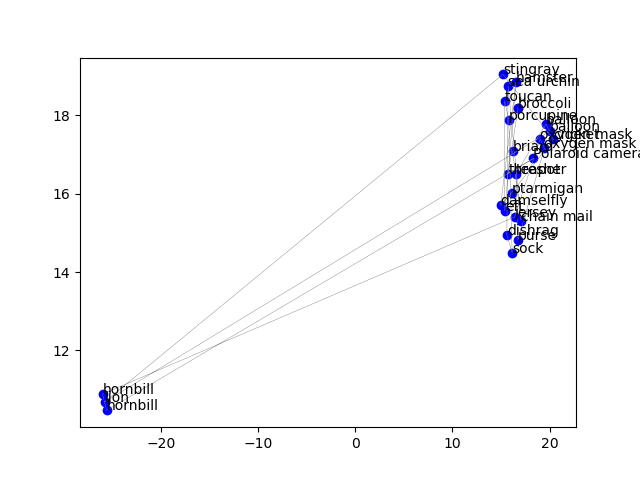 stingray
hamster
sea urchin
toucan
broccoli
porcupine
balloon
balloon
oxygen mask
oxygen mask
briard
Polaroid camera
thresher
teapot
ptarmigan
damselfly
eft
jersey
chain mail
dishrag
purse
sock
hornbill
lion
hornbill
18
16
14
12
−20
−10
0
10
20